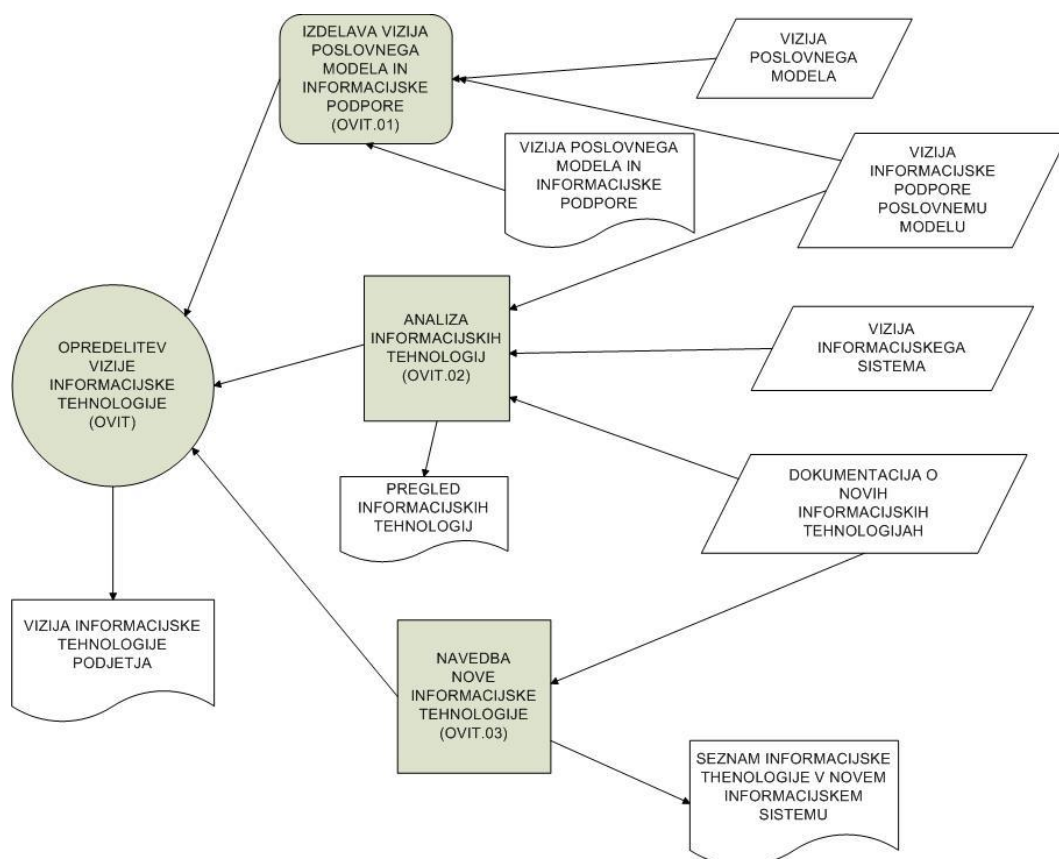 IZDELAVA VIZIJA
POSLOVNEGA
MODELA IN
INFORMACIJSKE
PODPORE
(OVIT.01)
VIZIJA
POSLOVNEGA
MODELA
VIZIJA POSLOVNEGA
MODELA IN
INFORMACIJSKE
PODPORE
VIZIJA
INFORMACIJSKE
PODPORE
POSLOVNEMU
MODELU
OPREDELITEV
VIZIJE
INFORMACIJSKE
TEHNOLOGIJE
(OVIT)
ANALIZA
INFORMACIJSKIH
TEHNOLOGIJ
(OVIT.02)
VIZIJA
INFORMACIJSKEGA
SISTEMA
PREGLED
INFORMACIJSKIH
TEHNOLOGIJ
DOKUMENTACIJA O
NOVIH
INFORMACIJSKIH
TEHNOLOGIJAH
VIZIJA INFORMACIJSKE
TEHNOLOGIJE
PODJETJA
NAVEDBA
NOVE
INFORMACIJSKE
TEHNOLOGIJE
(OVIT.03)
SEZNAM INFORMACIJSKE
THENOLOGIJE V NOVEM
INFORMACIJSKEM
SISTEMU